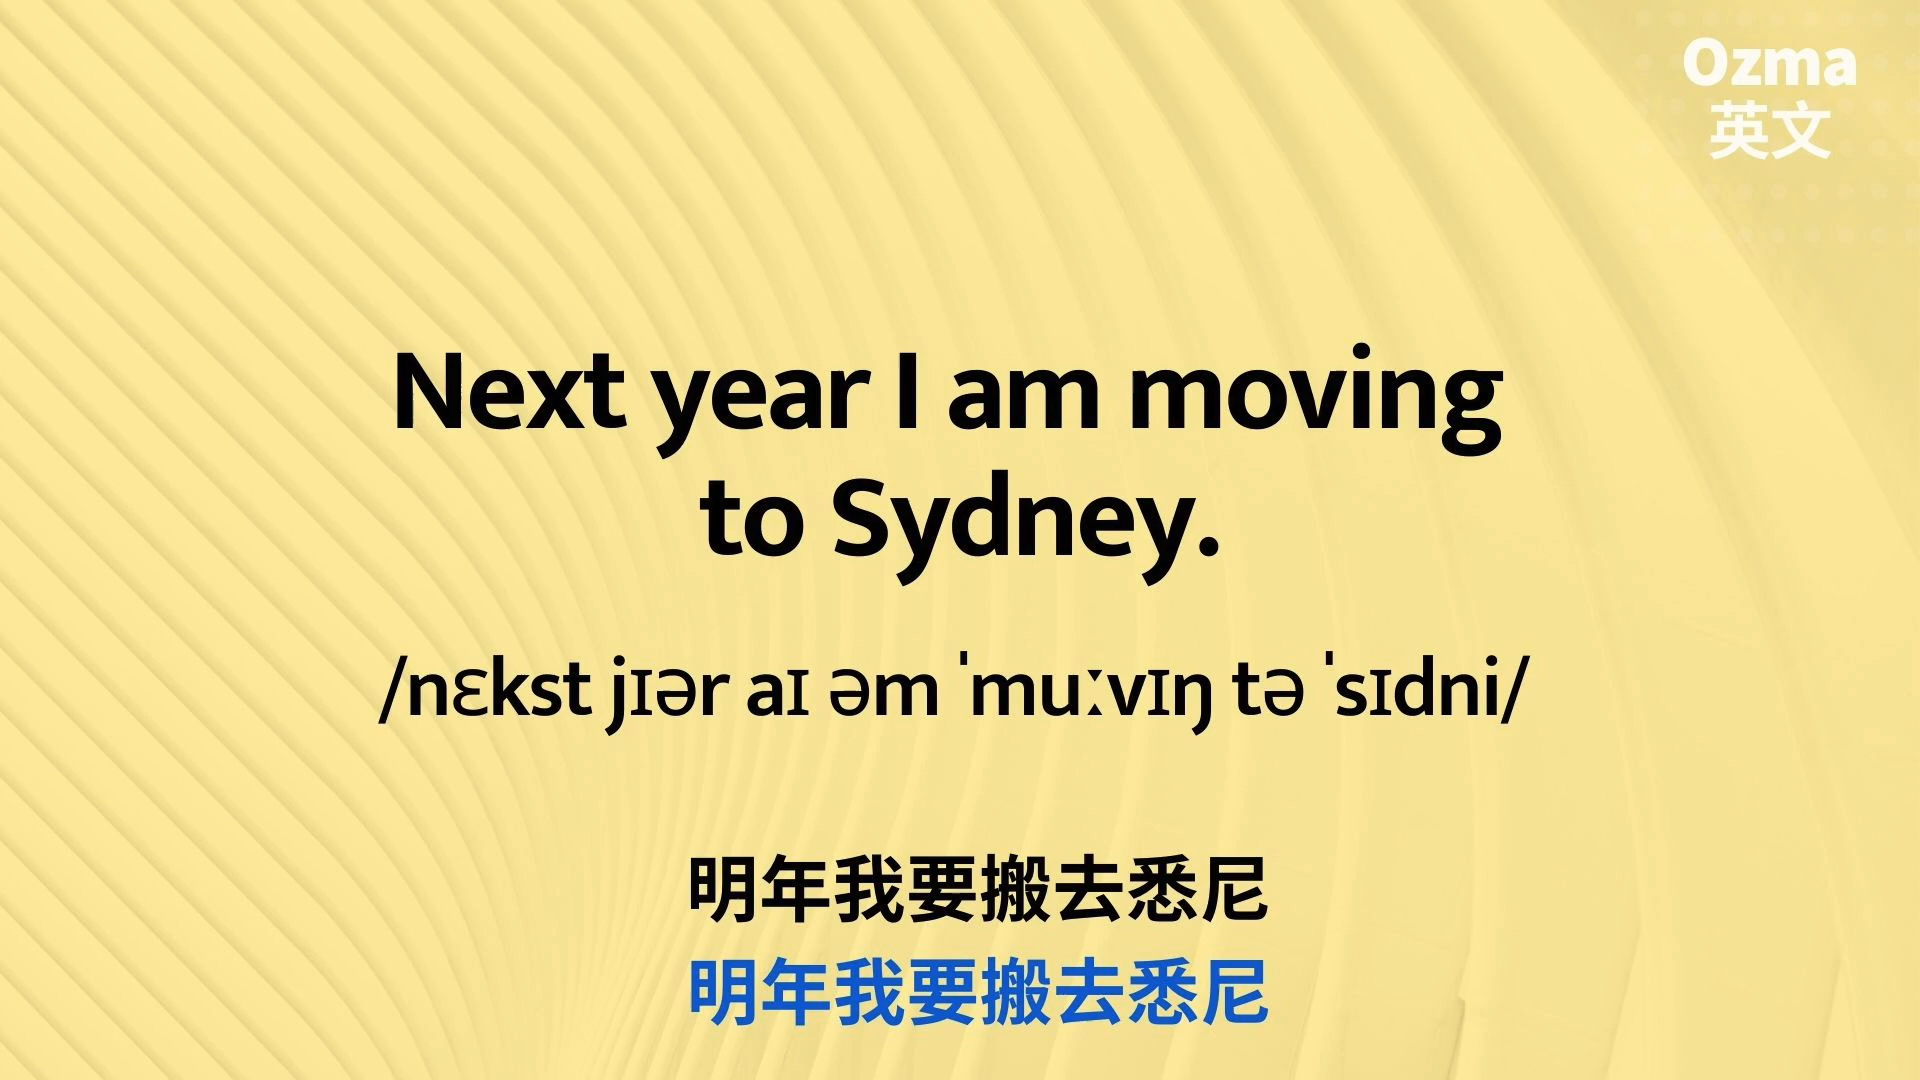 Ozma
英文
Next year I am moving
to Sydney.
/nɛkst jɪər aɪ əm ˈmuːvɪŋ tə ˈsɪdni/
明年我要搬去悉尼
明年我要搬去悉尼